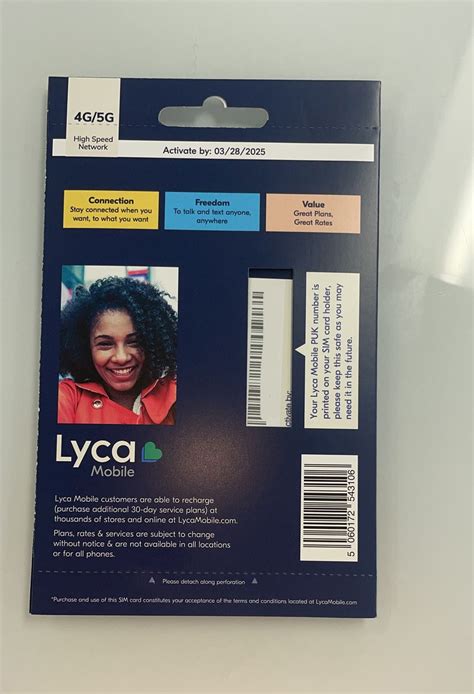 4G/5G
High Speed
Network
Activate by: 03/28/2025
Connection
Stay connected when you
want, to what you want
Freedom
To talk and text anyone,
anywhere
Value
Great Plans,
Great Rates
ctivate by:
Your Lyca Mobile PUK number is
printed on your SIM card holder,
please keep this safe as you may
need it in the future.
Lyca
Mobile
Lyca Mobile customers are able to recharge
(purchase additional 30-day service plans) at
thousands of stores and online at LycaMobile.com.
Plans, rates & services are subject to change
without notice & are not available in all locations
or for all phones.
5 060172 543106
Please detach along perforation
*Purchase and use of this SIM card constitutes your acceptance of the terms and conditions located at LycaMobile.com